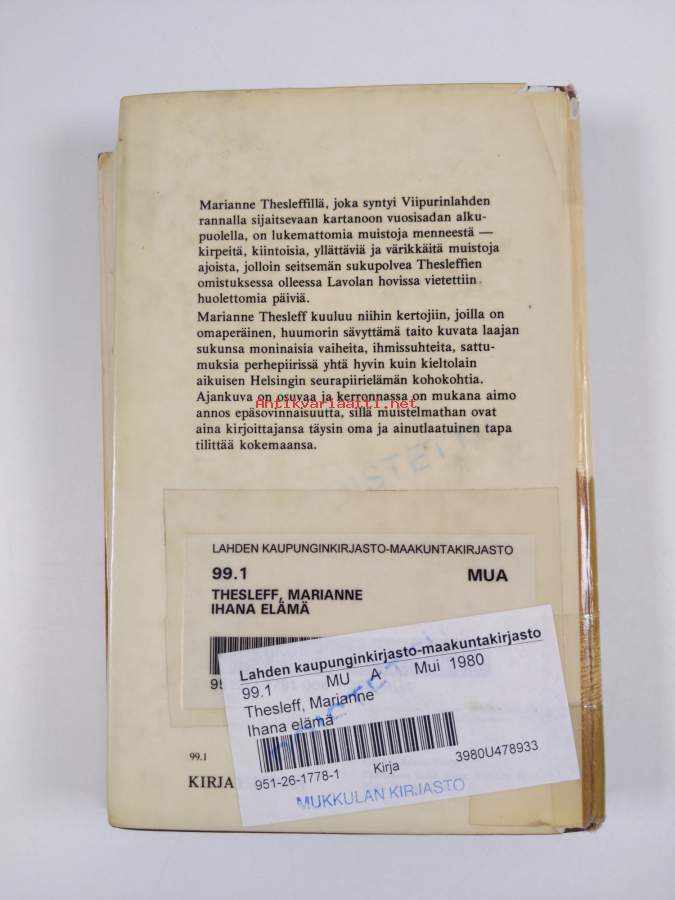 Marianne Thesleffillä, joka syntyi Viipurinlahden
rannalla sijaitsevaan kartanoon vuosisadan alku-
puolella, on lukemattomia muistoja menneestä —
kirpeitä, kiintoisia, yllättäviä ja värikkäitä muistoja
ajoista, jolloin seitsemän sukupolvea Thesleffien
omistuksessa olleessa Lavolan hovissa vietettiin
huolettomia päiviä.
Marianne Thesleff kuuluu niihin kertojiin, joilla on
omaperäinen, huumorin sävyttämä taito kuvata laajan
sukunsa moninaisia vaiheita, ihmissuhteita, sattu-
muksia perhepiirissä yhtä hyvin kuin kieltolain
aikuisen Helsingin seurapiirielämän kohokohtia.
Ajankuva on osuvaa ja kerronnassa on mukana aimo
Antikvariaatti.net
annos epäsovinnaisuutta, sillä muistelmathan ovat
aina kirjoittajansa täysin oma ja ainutlaatuinen tapa
tilittää kokemaansa.
LAHDEN KAUPUNGINKIRJASTO-MAAKUNTAKIRJASTO
99.1 MUA
THESLEFF, MARIANNE
IHANA ELÄMÄ
Lahden kaupunginkirjasto-maakuntakirjasto
99.1 MU A Mui 1980
Thesleff, Marianne
Ihana elämä
951-26-1778-1 Kirja 3980U478933
MUKKULAN KIRJASTO
99.1
KIRJA